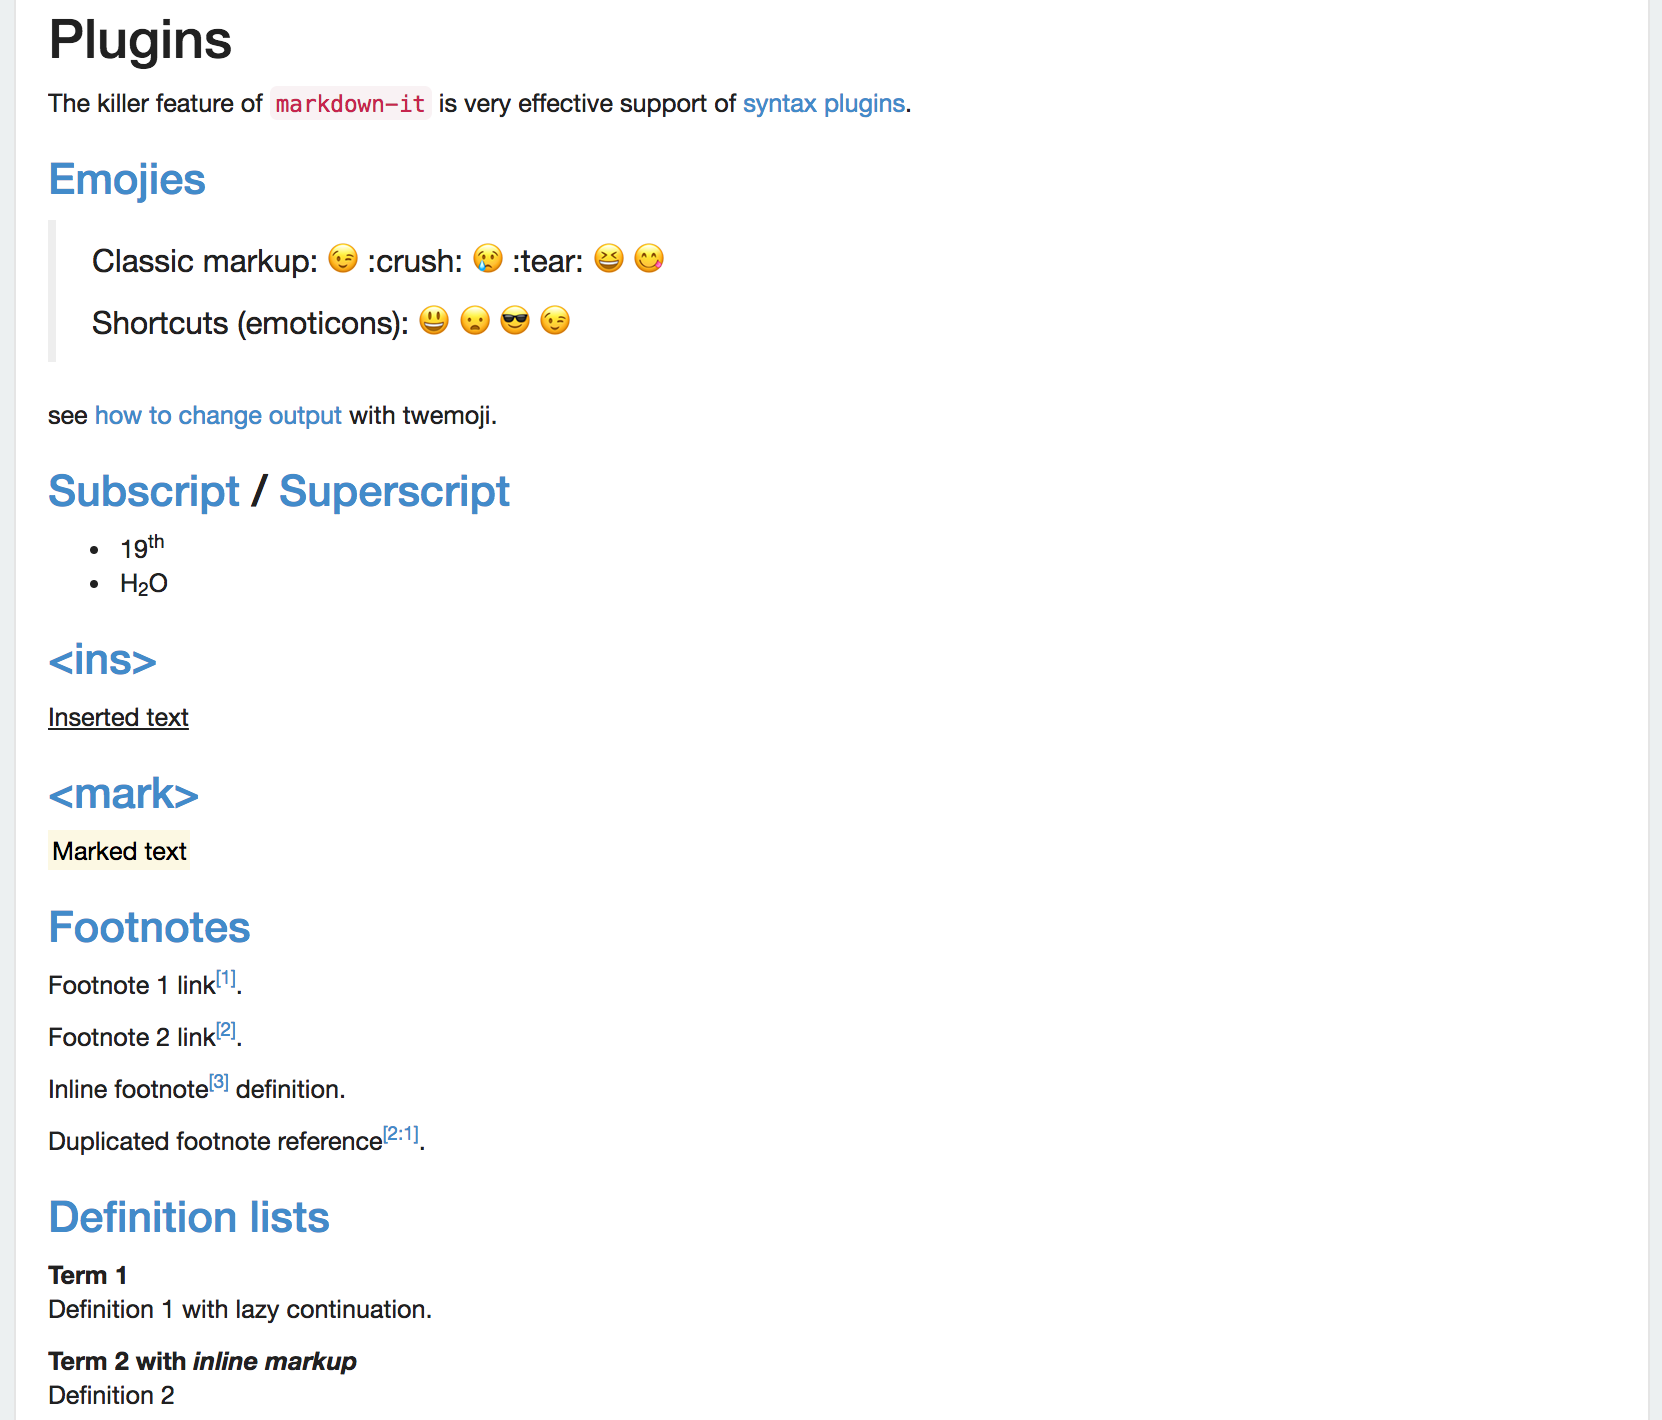 Plugins
The killer feature of markdown-it is very effective support of syntax plugins.
Emojies
Classic markup: 😉 :crush: 😢 :tear: 😆 😋
Shortcuts (emoticons): 😃 😦 😎 😉
see how to change output with twemoji.
Subscript / Superscript
• 19th
• H2O
<ins>
Inserted text
<mark>
Marked text
Footnotes
Footnote 1 link[1].
Footnote 2 link[2].
Inline footnote[3] definition.
Duplicated footnote reference[2:1].
Definition lists
Term 1
Definition 1 with lazy continuation.
Term 2 with inline markup
Definition 2